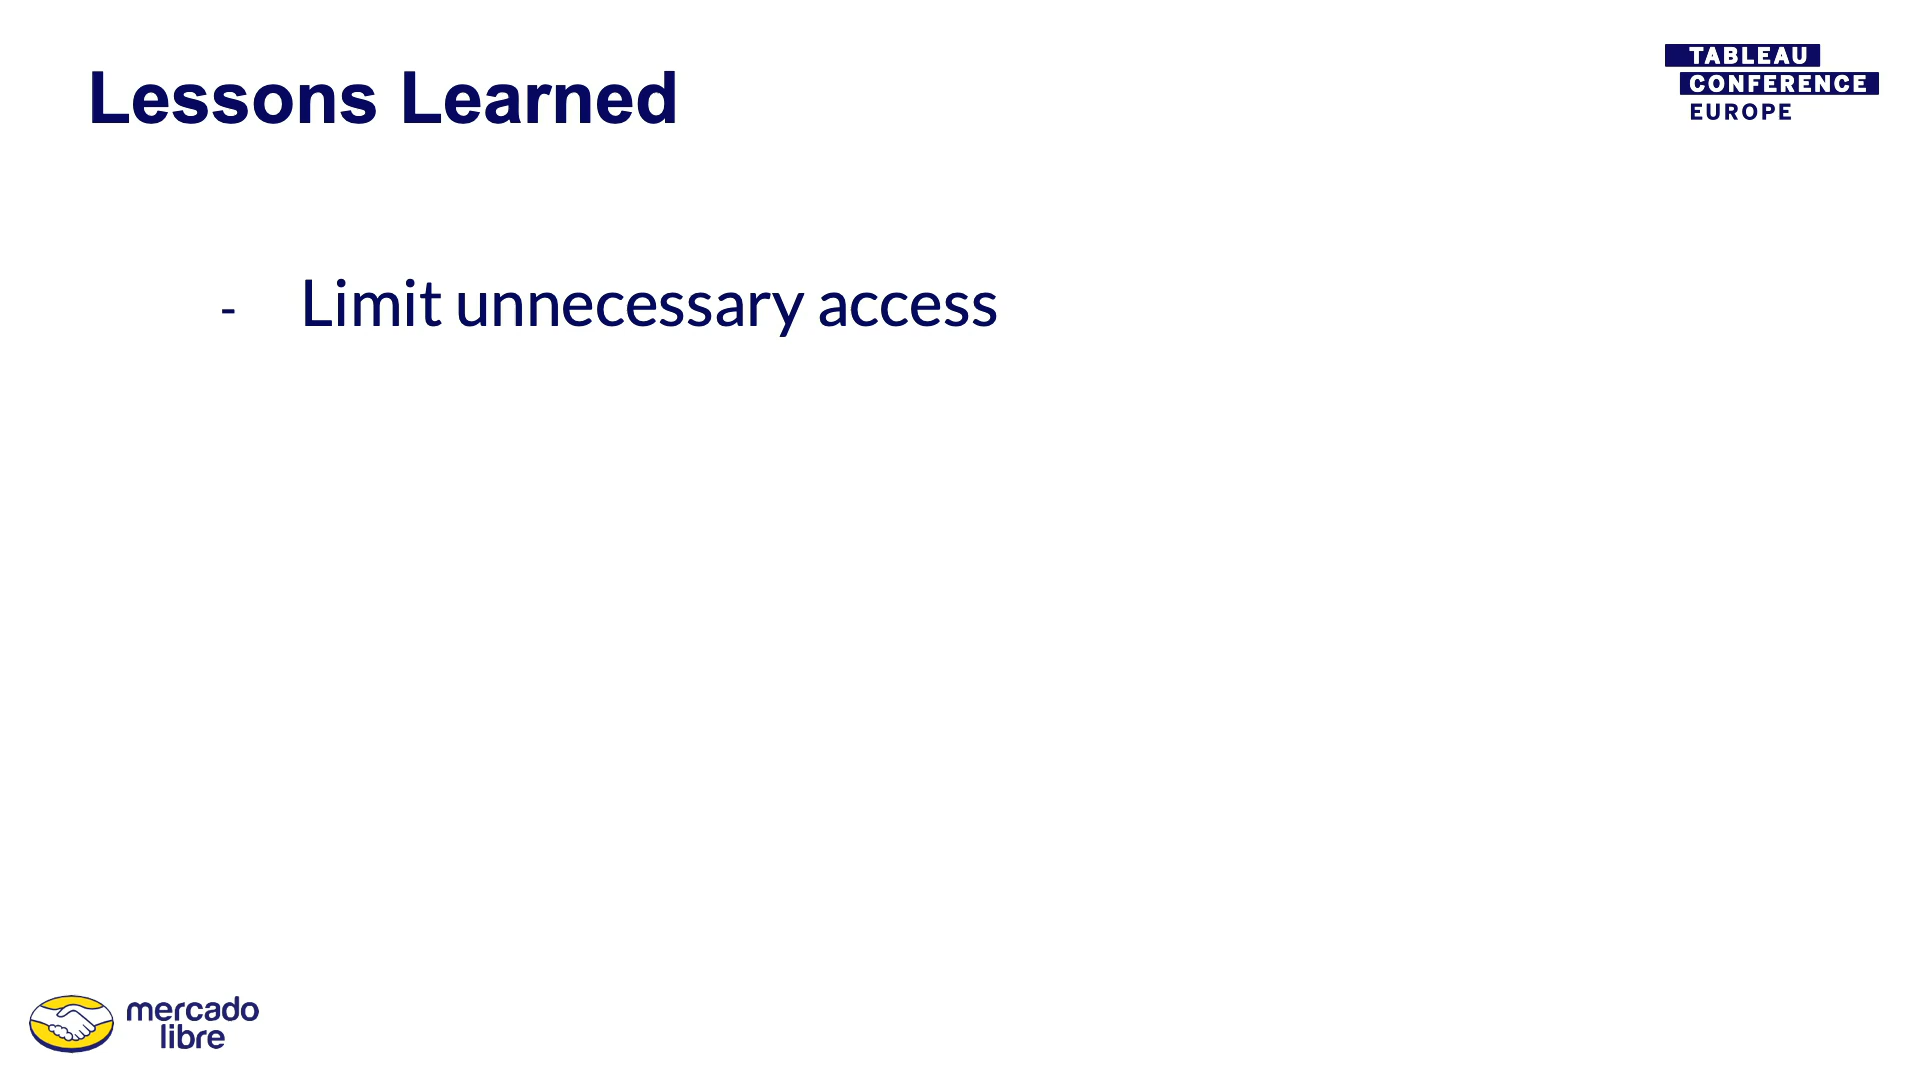 Lessons Learned
TABLEAU
CONFERENCE
EUROPE
- Limit unnecessary access
mercado
libre